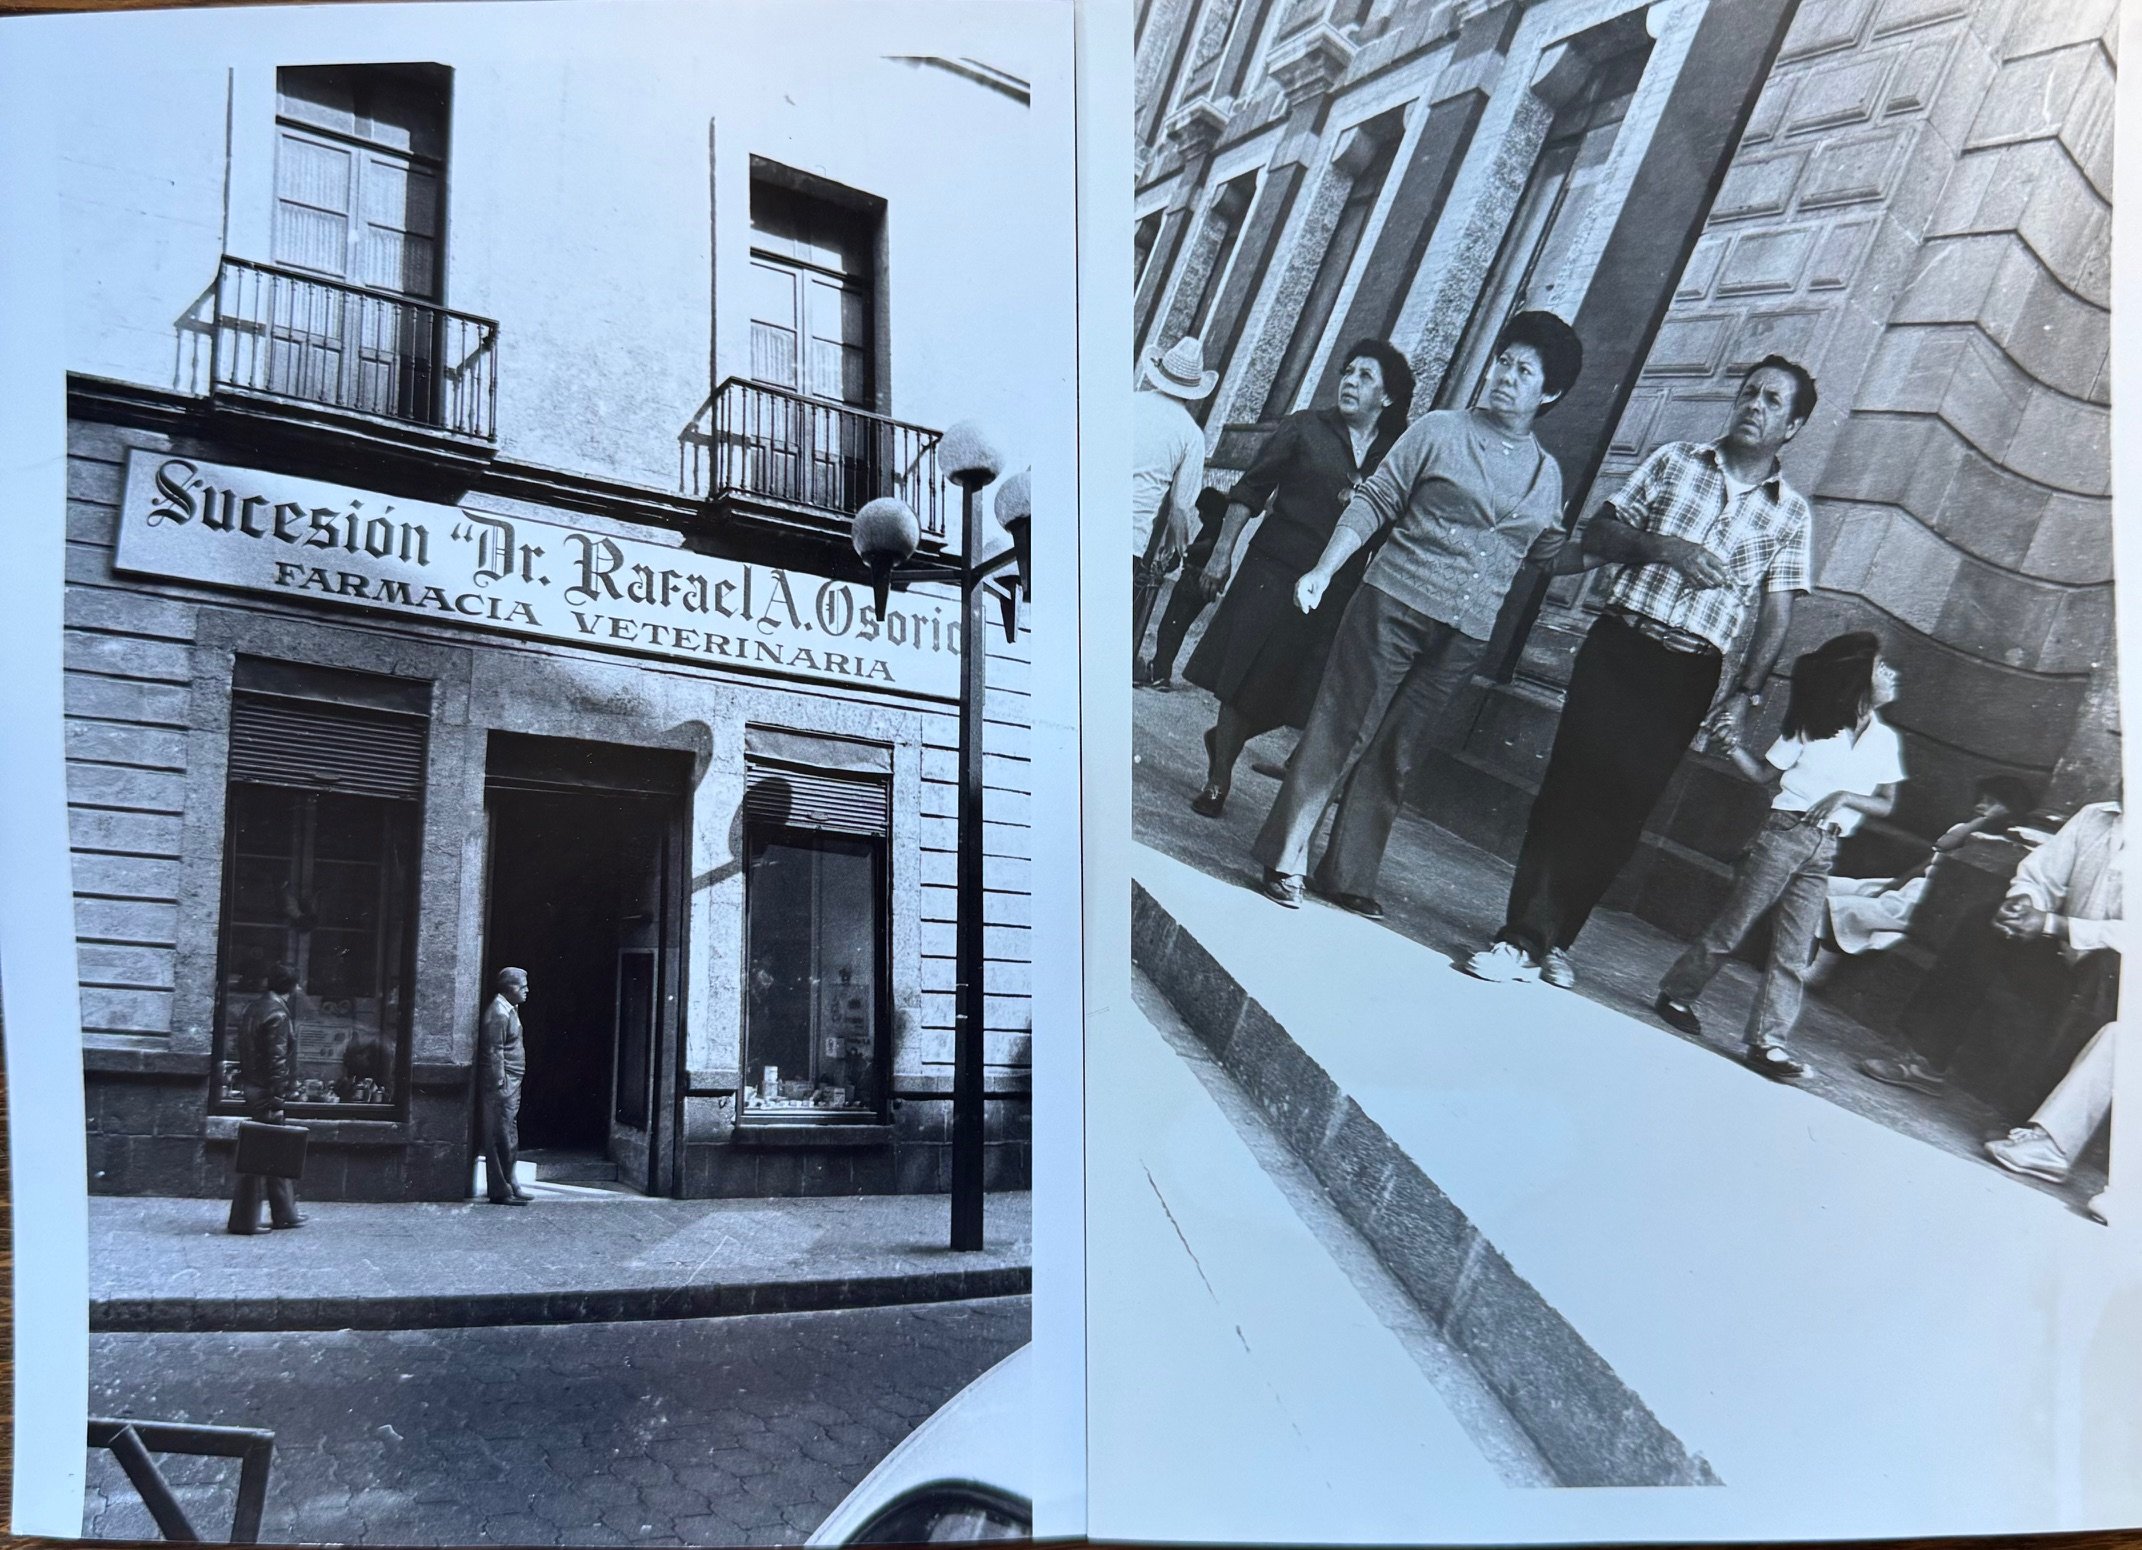 Sucesión “Dr. Rafael A. Osorio
FARMACIA VETERINARIA